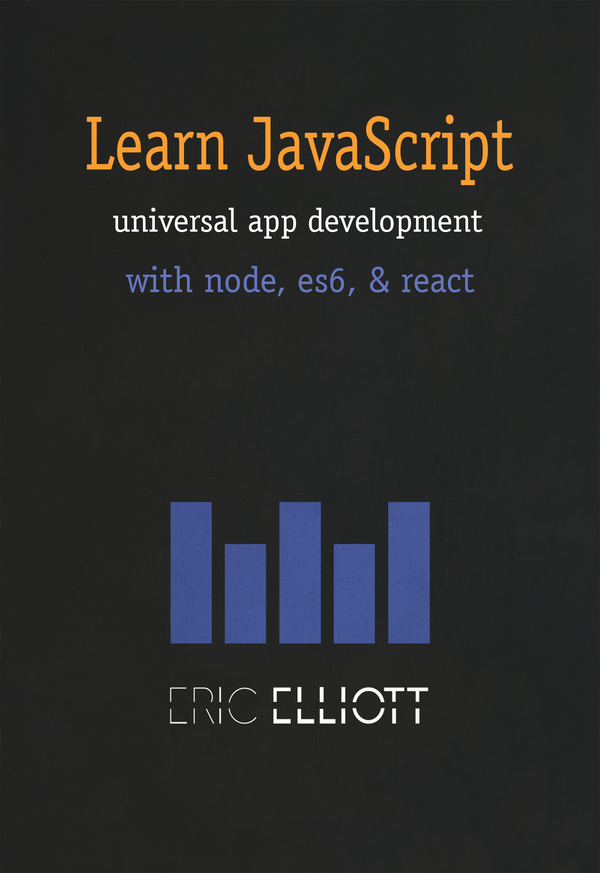 Learn JavaScript
universal app development
with node, es6, & react
ERIC ELLIOTT